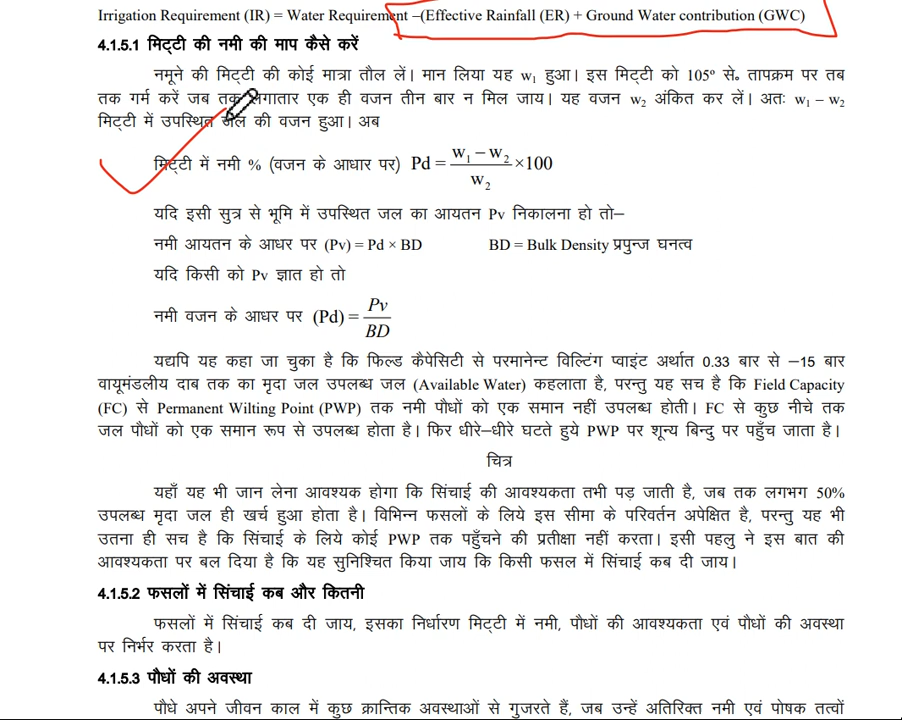 Irrigation Requirement (IR) = Water Requirement –(Effective Rainfall (ER) + Ground Water contribution (GWC)
4.1.5.1 मिट्टी की नमी की माप कैसे करें
नमूने की मिट्टी की कोई मात्रा तौल लें। मान लिया यह w₁ हुआ। इस मिट्टी को 105° से० तापक्रम पर तब
तक गर्म करें जब तक लगातार एक ही वजन तीन बार न मिल जाय। यह वजन w₂ अंकित कर लें। अतः w₁ – w₂
मिट्टी में उपस्थित जल की वजन हुआ। अब
मिट्टी में नमी % (वजन के आधार पर) Pd = (w₁ – w₂)/w₂ × 100
यदि इसी सुत्र से भूमि में उपस्थित जल का आयतन Pv निकालना हो तो–
नमी आयतन के आधर पर (Pv) = Pd × BD BD = Bulk Density प्रपुन्ज घनत्व
यदि किसी को Pv ज्ञात हो तो
नमी वजन के आधर पर (Pd) = Pv/BD
यद्यपि यह कहा जा चुका है कि फिल्ड कैपेसिटी से परमानेन्ट विल्टिंग प्वाइंट अर्थात 0.33 बार से –15 बार
वायूमंडलीय दाब तक का मृदा जल उपलब्ध जल (Available Water) कहलाता है, परन्तु यह सच है कि Field Capacity
(FC) से Permanent Wilting Point (PWP) तक नमी पौधों को एक समान नहीं उपलब्ध होती। FC से कुछ नीचे तक
जल पौधों को एक समान रूप से उपलब्ध होता है। फिर धीरे–धीरे घटते हुये PWP पर शून्य बिन्दु पर पहुँच जाता है।
चित्र
यहाँ यह भी जान लेना आवश्यक होगा कि सिंचाई की आवश्यकता तभी पड़ जाती है, जब तक लगभग 50%
उपलब्ध मृदा जल ही खर्च हुआ होता है। विभिन्न फसलों के लिये इस सीमा के परिवर्तन अपेक्षित है, परन्तु यह भी
उतना ही सच है कि सिंचाई के लिये कोई PWP तक पहुँचने की प्रतीक्षा नहीं करता। इसी पहलु ने इस बात की
आवश्यकता पर बल दिया है कि यह सुनिश्चित किया जाय कि किसी फसल में सिंचाई कब दी जाय।
4.1.5.2 फसलों में सिंचाई कब और कितनी
फसलों में सिंचाई कब दी जाय, इसका निर्धारण मिट्टी में नमी, पौधों की आवश्यकता एवं पौधों की अवस्था
पर निर्भर करता है।
4.1.5.3 पौधों की अवस्था
पौधे अपने जीवन काल में कुछ क्रान्तिक अवस्थाओं से गुजरते हैं, जब उन्हें अतिरिक्त नमी एवं पोषक तत्वों